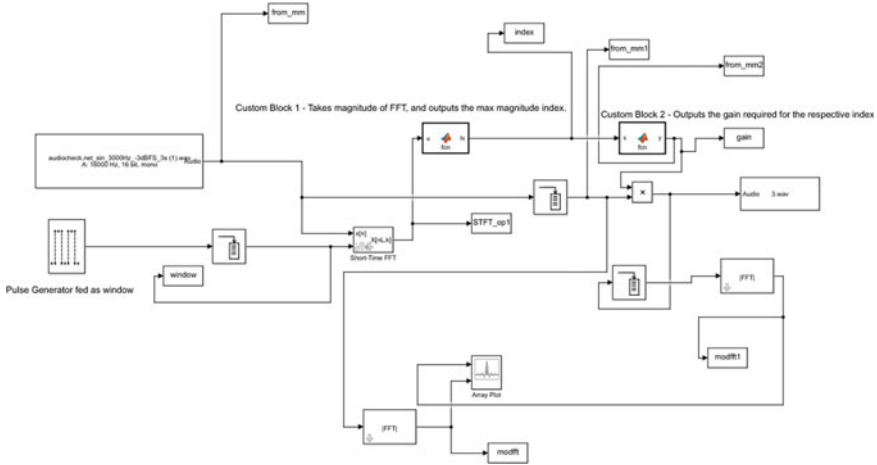 from_mm
index
from_mm1
from_mm2
Custom Block 1 - Takes magnitude of FFT, and outputs the max magnitude index.
Custom Block 2 - Outputs the gain required for the respective index
u
fcn
N
fcn
y
gain
audiocheck.net_sin_3000Hz_-3dBFS_3s (1).wav
A: 16000 Hz, 16 bit, mono
Audio
×
Audio
3.wav
x[n]
X[nL,k]
Short-Time FFT
STFT_op1
window
Pulse Generator fed as window
|FFT|
modfft1
Array Plot
|FFT|
modfft